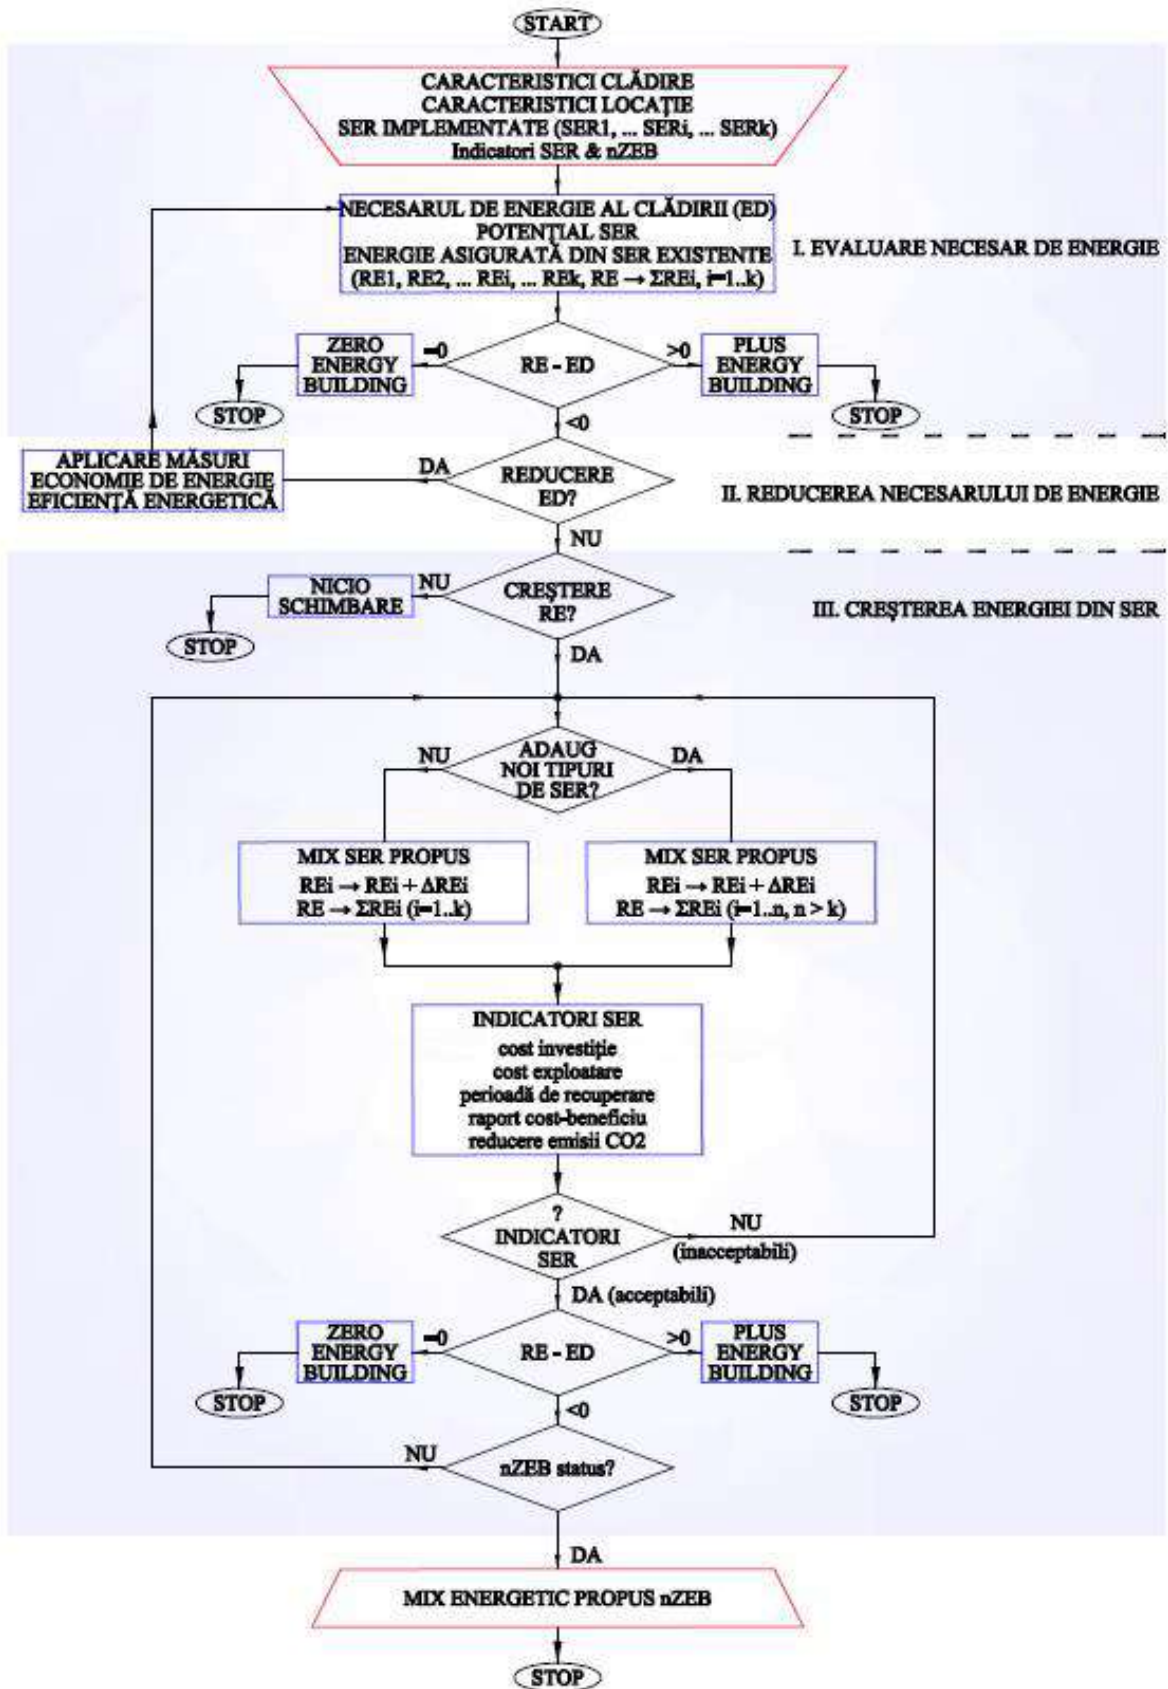 START
CARACTERISTICI CLĂDIRE
CARACTERISTICI LOCAȚIE
SER IMPLEMENTATE (SER1, ... SERi, ... SERk)
Indicatori SER & nZEB
NECESARUL DE ENERGIE AL CLĂDIRII (ED)
POTENȚIAL SER
ENERGIE ASIGURATĂ DIN SER EXISTENTE
(RE1, RE2, ... REi, ... REk, RE → ΣREi, i=1..k)
I. EVALUARE NECESAR DE ENERGIE
ZERO
ENERGY
BUILDING
=0
RE - ED
>0
PLUS
ENERGY
BUILDING
STOP
STOP
<0
APLICARE MĂSURI
ECONOMIE DE ENERGIE
EFICIENȚĂ ENERGETICĂ
DA
REDUCERE
ED?
II. REDUCEREA NECESARULUI DE ENERGIE
NU
NICIO
SCHIMBARE
NU
CREȘTERE
RE?
III. CREȘTEREA ENERGIEI DIN SER
STOP
DA
NU
ADAUG
NOI TIPURI
DE SER?
DA
MIX SER PROPUS
REi → REi + ΔREi
RE → ΣREi (i=1..k)
MIX SER PROPUS
REi → REi + ΔREi
RE → ΣREi (i=1..n, n > k)
INDICATORI SER
cost investiție
cost exploatare
perioadă de recuperare
raport cost-beneficiu
reducere emisii CO2
?
INDICATORI
SER
NU
(inacceptabili)
DA (acceptabili)
ZERO
ENERGY
BUILDING
=0
RE - ED
>0
PLUS
ENERGY
BUILDING
STOP
STOP
<0
NU
nZEB status?
DA
MIX ENERGETIC PROPUS nZEB
STOP